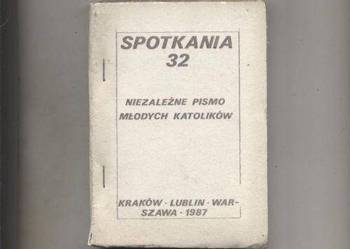 SPOTKANIA
32
NIEZALEŻNE PISMO
MŁODYCH KATOLIKÓW
KRAKÓW · LUBLIN · WAR-
SZAWA · 1987